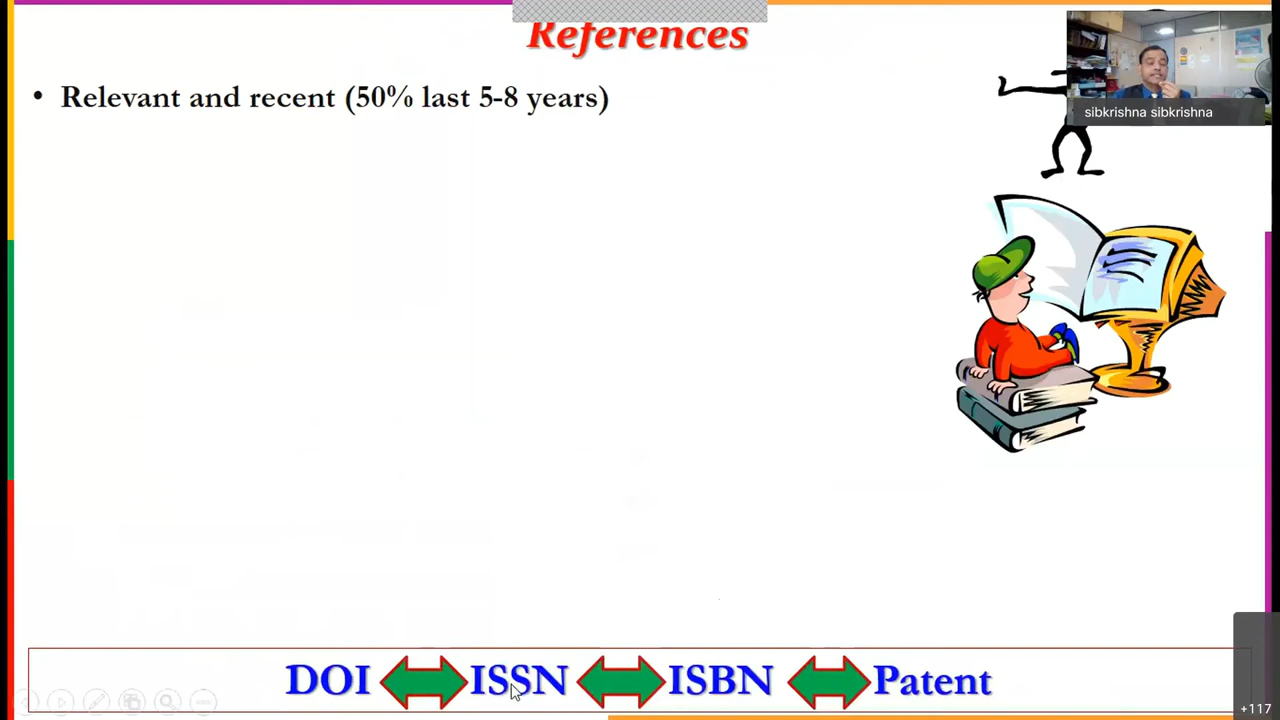 References
• Relevant and recent (50% last 5-8 years)
sibkrishna sibkrishna
DOI ISSN ISBN Patent
+117